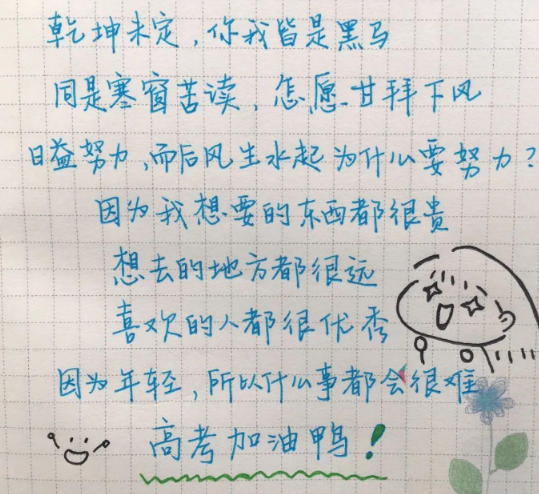 乾坤未定，你我皆是黑马
同是寒窗苦读，怎愿甘拜下风
日益努力，而后风生水起为什么要努力？
因为我想要的东西都很贵
想去的地方都很远
喜欢的人都很优秀
因为年轻，所以什么事都会很难
高考加油鸭！